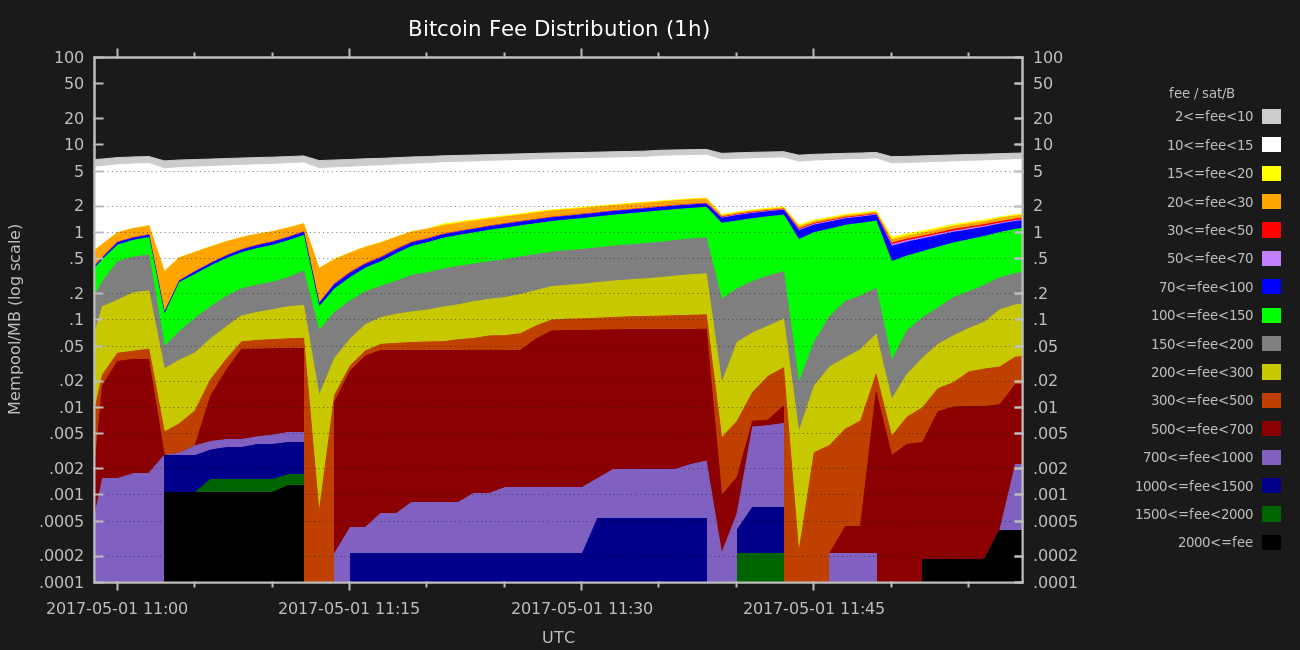 Bitcoin Fee Distribution (1h)
Mempool/MB (log scale)
100
50
20
10
5
2
1
.5
.2
.1
.05
.02
.01
.005
.002
.001
.0005
.0002
.0001
100
50
20
10
5
2
1
.5
.2
.1
.05
.02
.01
.005
.002
.001
.0005
.0002
.0001
2017-05-01 11:00
2017-05-01 11:15
2017-05-01 11:30
2017-05-01 11:45
UTC
fee / sat/B
2<=fee<10
10<=fee<15
15<=fee<20
20<=fee<30
30<=fee<50
50<=fee<70
70<=fee<100
100<=fee<150
150<=fee<200
200<=fee<300
300<=fee<500
500<=fee<700
700<=fee<1000
1000<=fee<1500
1500<=fee<2000
2000<=fee